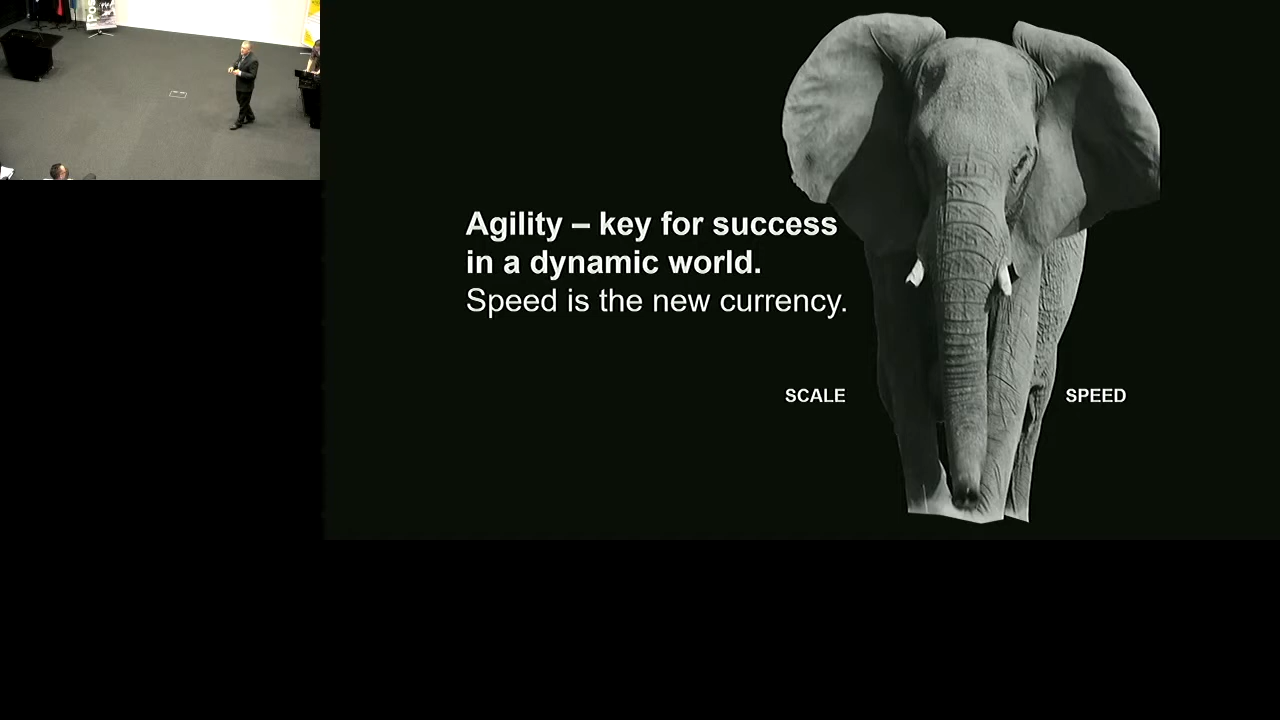 Agility – key for success
in a dynamic world.
Speed is the new currency.
SCALE
SPEED